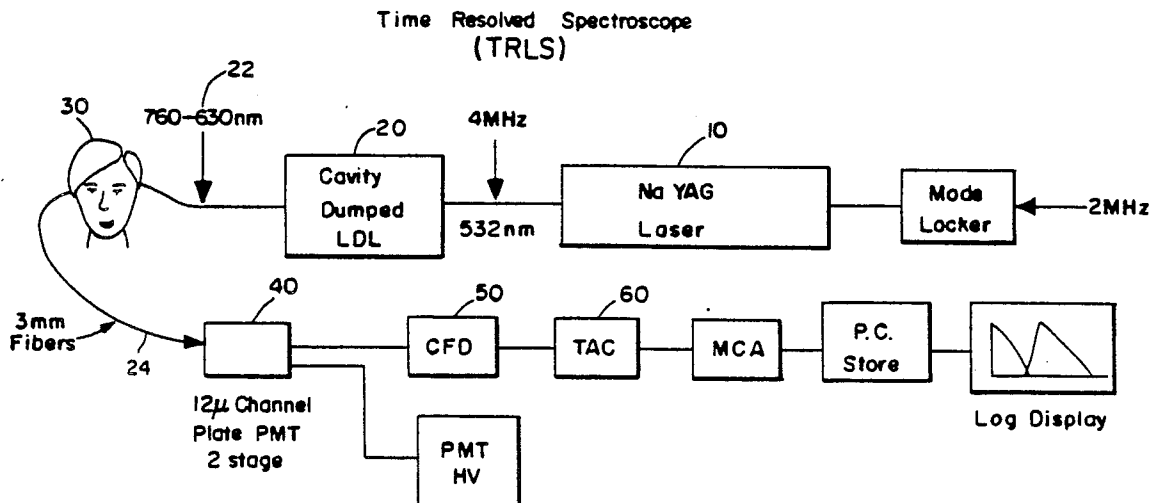 Time Resolved Spectroscope
(TRLS)
22
30
760-630nm
20
4MHz
10
Cavity
Dumped
LDL
532nm
Na YAG
Laser
Mode
Locker
2MHz
3mm
Fibers
24
40
50
60
CFD
TAC
MCA
P.C.
Store
12μ Channel
Plate PMT
2 stage
PMT
HV
Log Display